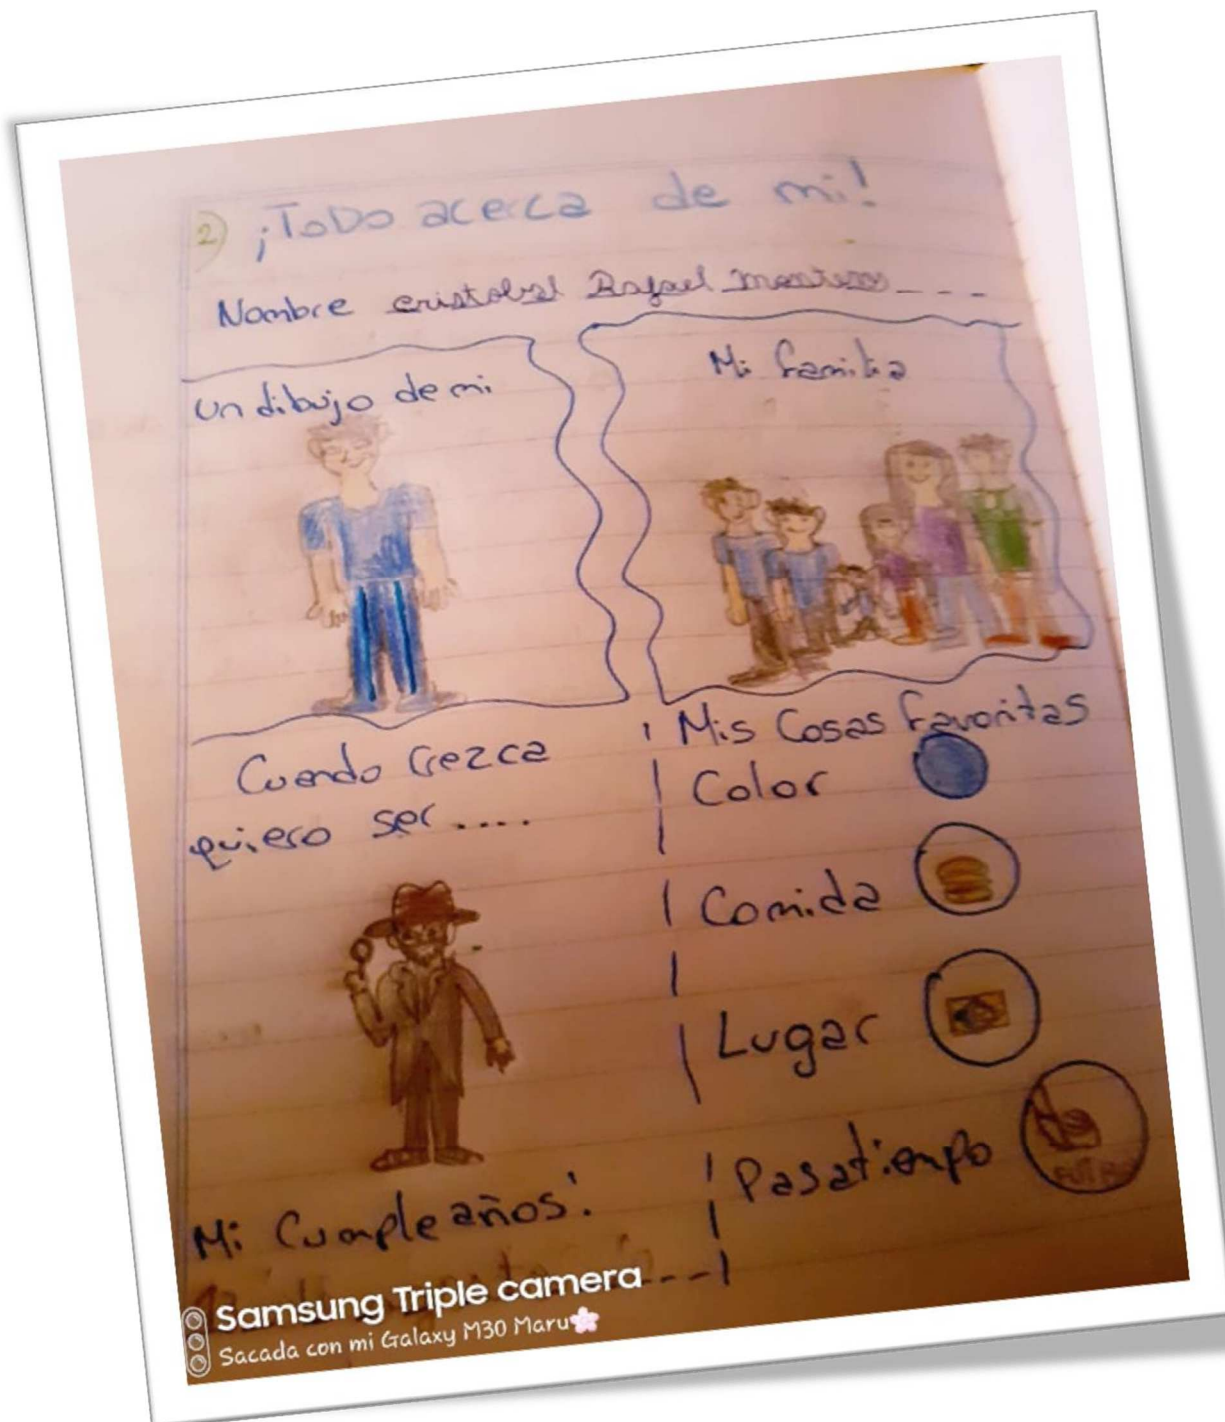 2) ¡ToDo acerca de mi!
Nombre cristobal Rafael
Un dibujo de mi
Mi familia
Cuando Crezca
quiero ser....
Mis Cosas favoritas
Color
Comida
Lugar
Pasatiempo
Mi Cumpleaños:
Samsung Triple camera
Sacada con mi Galaxy M30 Maru